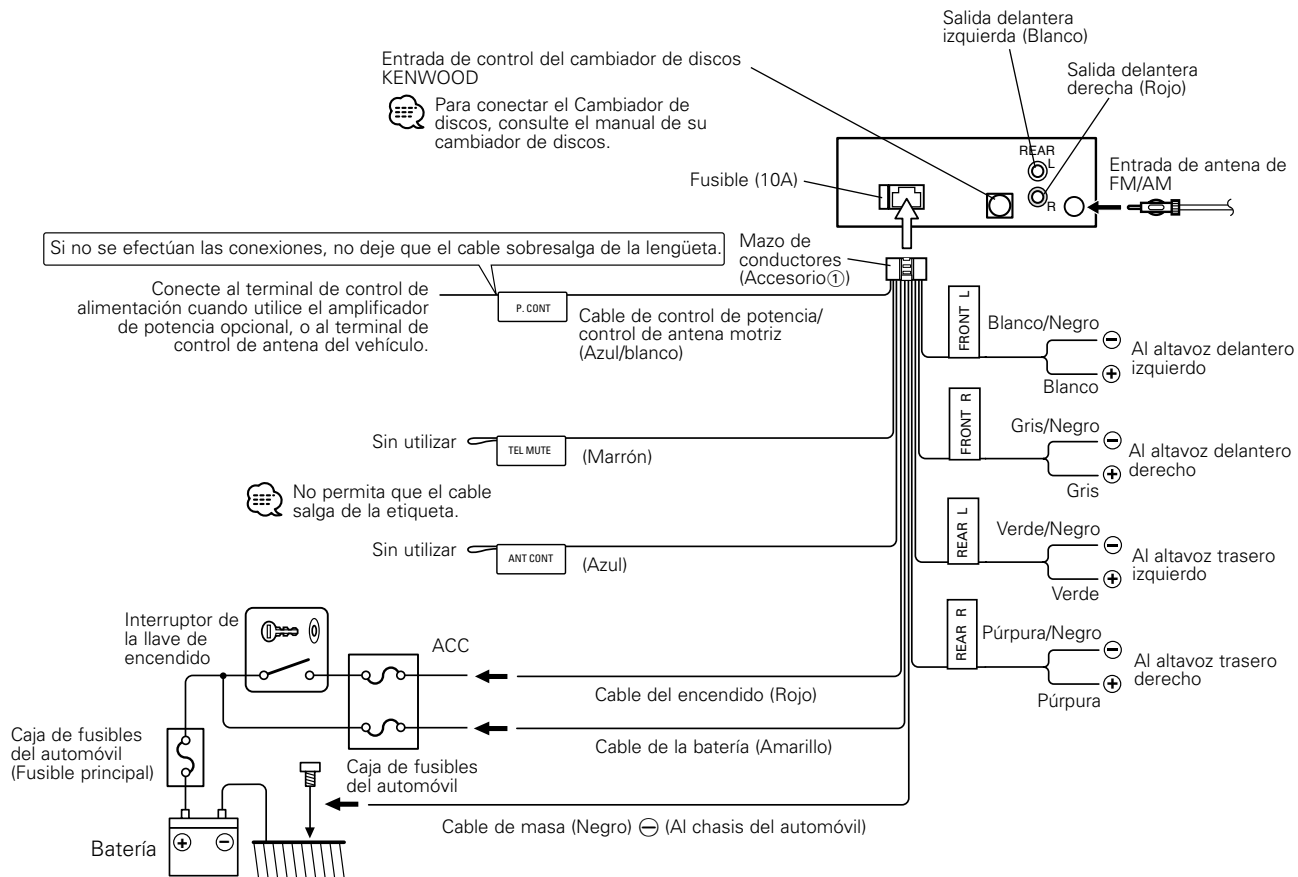 Salida delantera
izquierda (Blanco)
Entrada de control del cambiador de discos
KENWOOD
Salida delantera
derecha (Rojo)
Para conectar el Cambiador de
discos, consulte el manual de su
cambiador de discos.
REAR
L
R
Fusible (10A)
Entrada de antena de
FM/AM
Si no se efectúan las conexiones, no deje que el cable sobresalga de la lengüeta.
Mazo de
conductores
(Accesorio①)
Conecte al terminal de control de
alimentación cuando utilice el amplificador
de potencia opcional, o al terminal de
control de antena del vehículo.
P. CONT
Cable de control de potencia/
control de antena motriz
(Azul/blanco)
FRONT L
Blanco/Negro
⊖
Blanco
⊕
Al altavoz delantero
izquierdo
FRONT R
Gris/Negro
⊖
Gris
⊕
Al altavoz delantero
derecho
Sin utilizar
TEL MUTE
(Marrón)
No permita que el cable
salga de la etiqueta.
REAR L
Verde/Negro
⊖
Verde
⊕
Al altavoz trasero
izquierdo
Sin utilizar
ANT CONT
(Azul)
REAR R
Púrpura/Negro
⊖
Púrpura
⊕
Al altavoz trasero
derecho
Interruptor de
la llave de
encendido
ACC
Cable del encendido (Rojo)
Cable de la batería (Amarillo)
Caja de fusibles
del automóvil
(Fusible principal)
Caja de fusibles
del automóvil
Cable de masa (Negro) ⊖ (Al chasis del automóvil)
Batería
⊕ ⊖